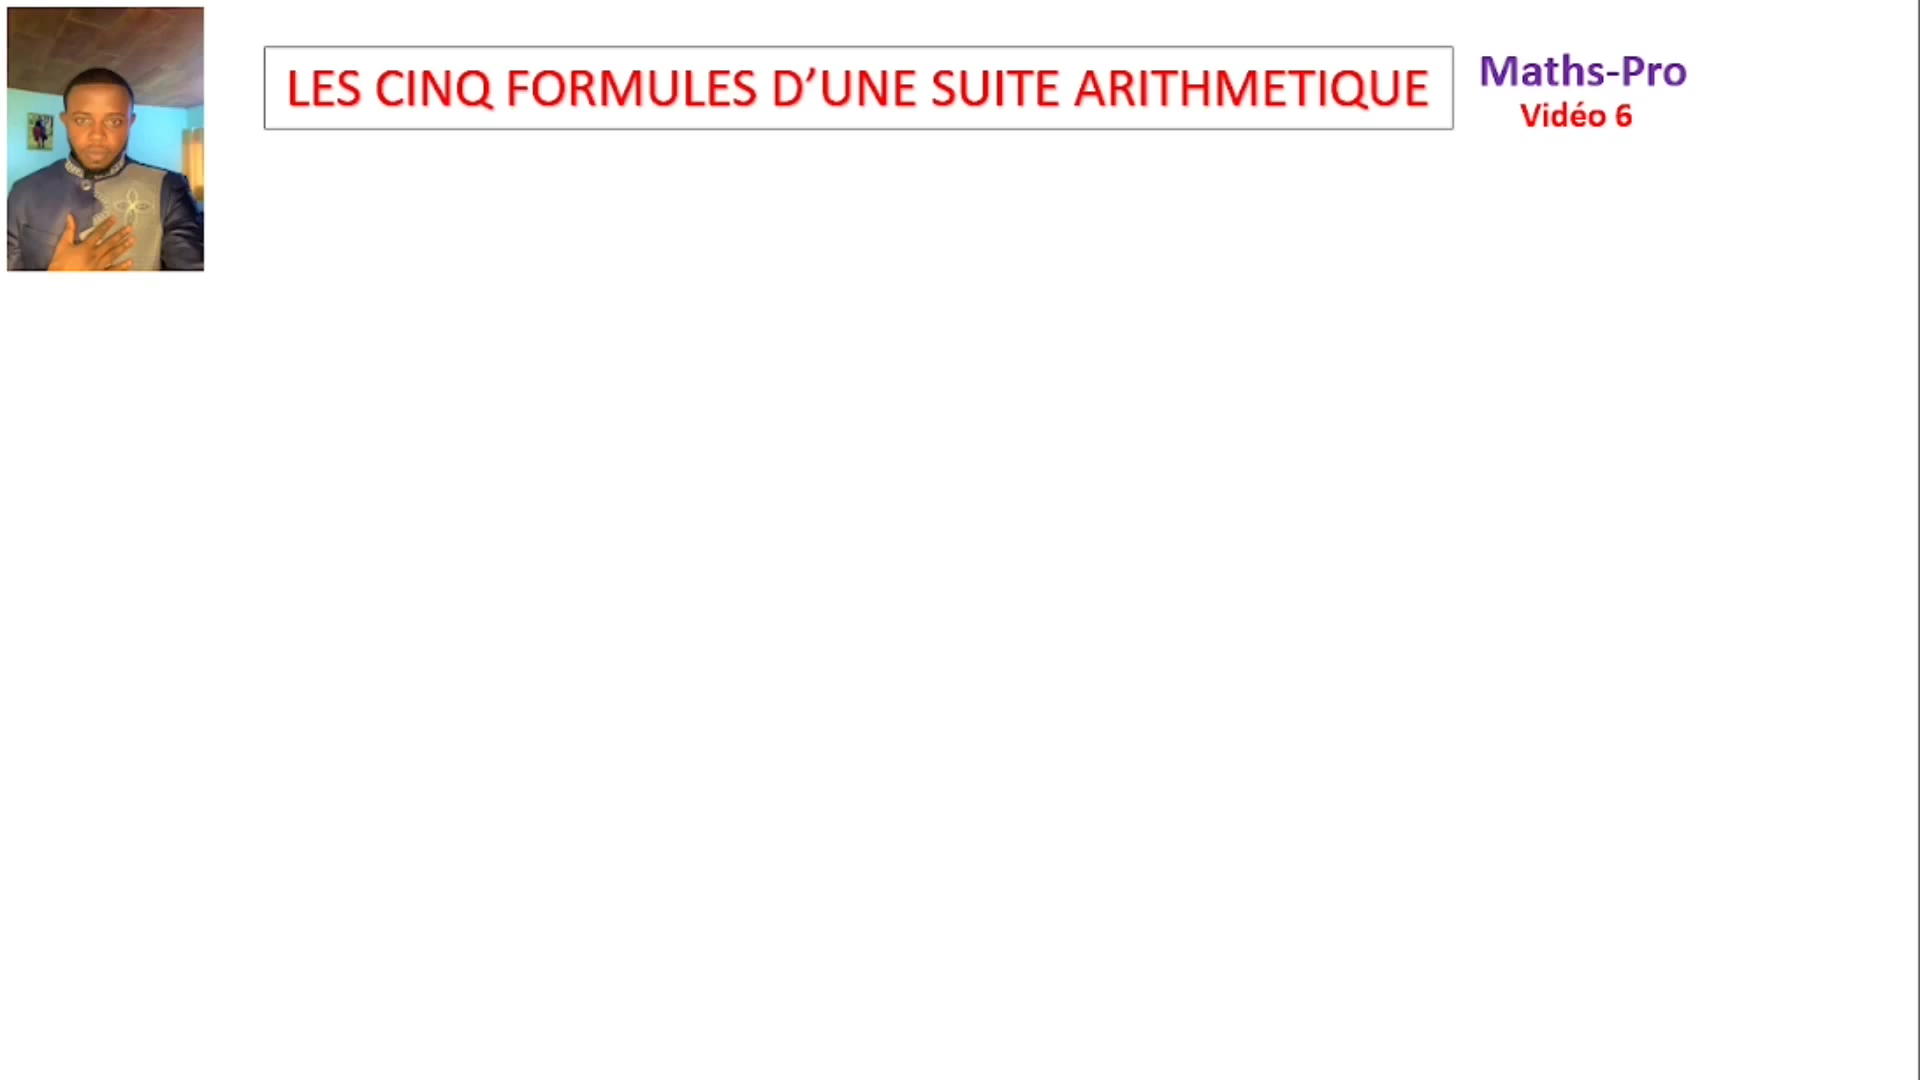 LES CINQ FORMULES D’UNE SUITE ARITHMETIQUE
Maths-Pro
Vidéo 6